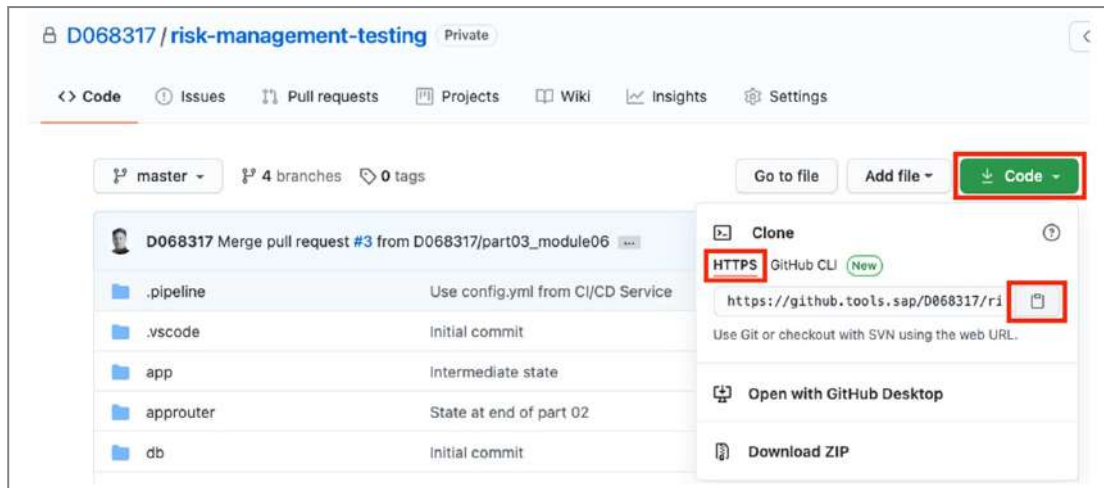 D068317/risk-management-testing Private
<> Code Issues Pull requests Projects Wiki Insights Settings
master 4 branches 0 tags Go to file Add file Code
D068317 Merge pull request #3 from D068317/part03_module06 ...
.pipeline Use config.yml from CI/CD Service
.vscode Initial commit
app Intermediate state
approuter State at end of part 02
db Initial commit
Clone
HTTPS GitHub CLI New
https://github.tools.sap/D068317/ri
Use Git or checkout with SVN using the web URL.
Open with GitHub Desktop
Download ZIP